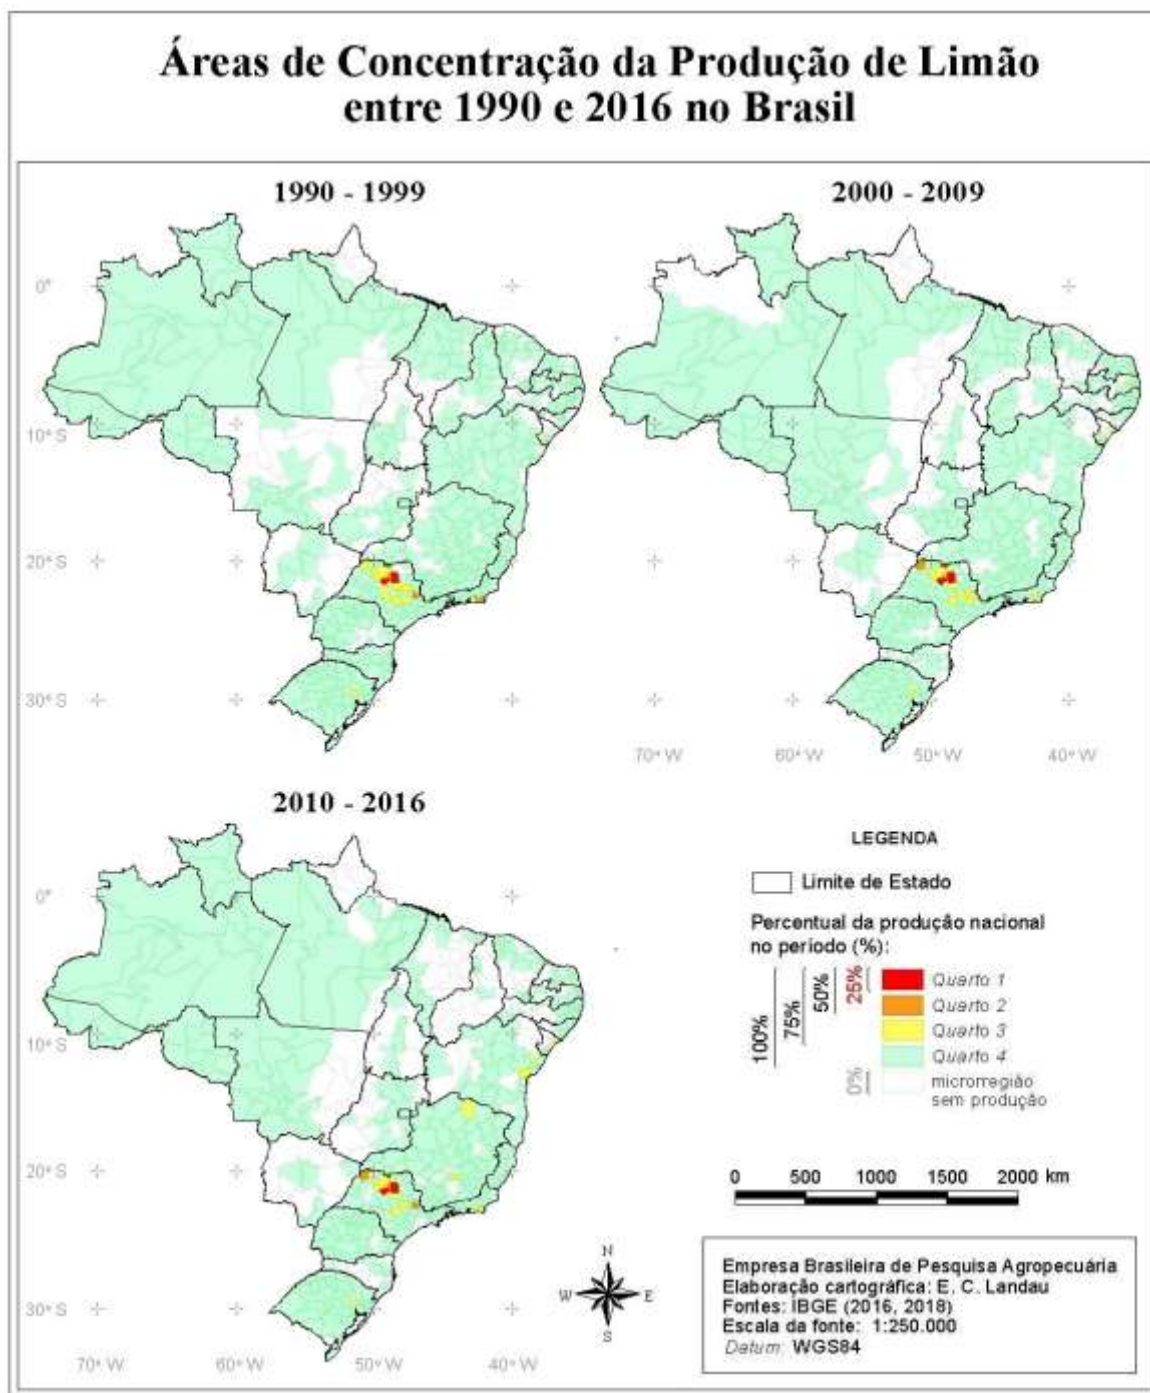 Áreas de Concentração da Produção de Limão
entre 1990 e 2016 no Brasil
1990 - 1999
2000 - 2009
0°
10° S
20° S
30° S
70° W
60° W
50° W
40° W
2010 - 2016
0°
10° S
20° S
30° S
70° W
60° W
50° W
40° W
LEGENDA
Limite de Estado
Percentual da produção nacional
no período (%):
100%
75%
50%
25%
0%
Quarto 1
Quarto 2
Quarto 3
Quarto 4
microrregião
sem produção
0 500 1000 1500 2000 km
N
W E
S
Empresa Brasileira de Pesquisa Agropecuária
Elaboração cartográfica: E. C. Landau
Fontes: IBGE (2016, 2018)
Escala da fonte: 1:250.000
Datum: WGS84